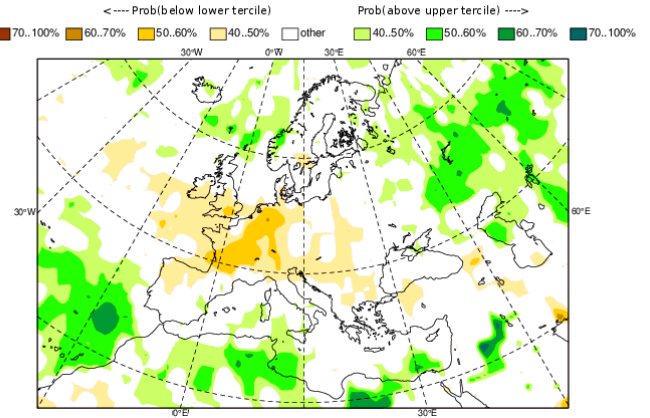 <---- Prob(below lower tercile) Prob(above upper tercile) ---->
70..100% 60..70% 50..60% 40..50% other 40..50% 50..60% 60..70% 70..100%
30°W 0°W 30°E 60°E
30°W 60°E
0°E 30°E